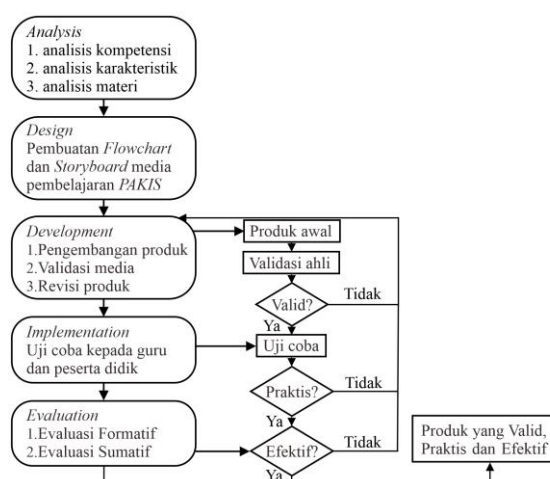 Analysis
1. analisis kompetensi
2. analisis karakteristik
3. analisis materi
Design
Pembuatan Flowchart
dan Storyboard media
pembelajaran PAKIS
Development
1.Pengembangan produk
2.Validasi media
3.Revisi produk
Produk awal
Validasi ahli
Valid?
Tidak
Ya
Implementation
Uji coba kepada guru
dan peserta didik
Uji coba
Praktis?
Tidak
Ya
Evaluation
1.Evaluasi Formatif
2.Evaluasi Sumatif
Efektif?
Tidak
Ya
Produk yang Valid,
Praktis dan Efektif